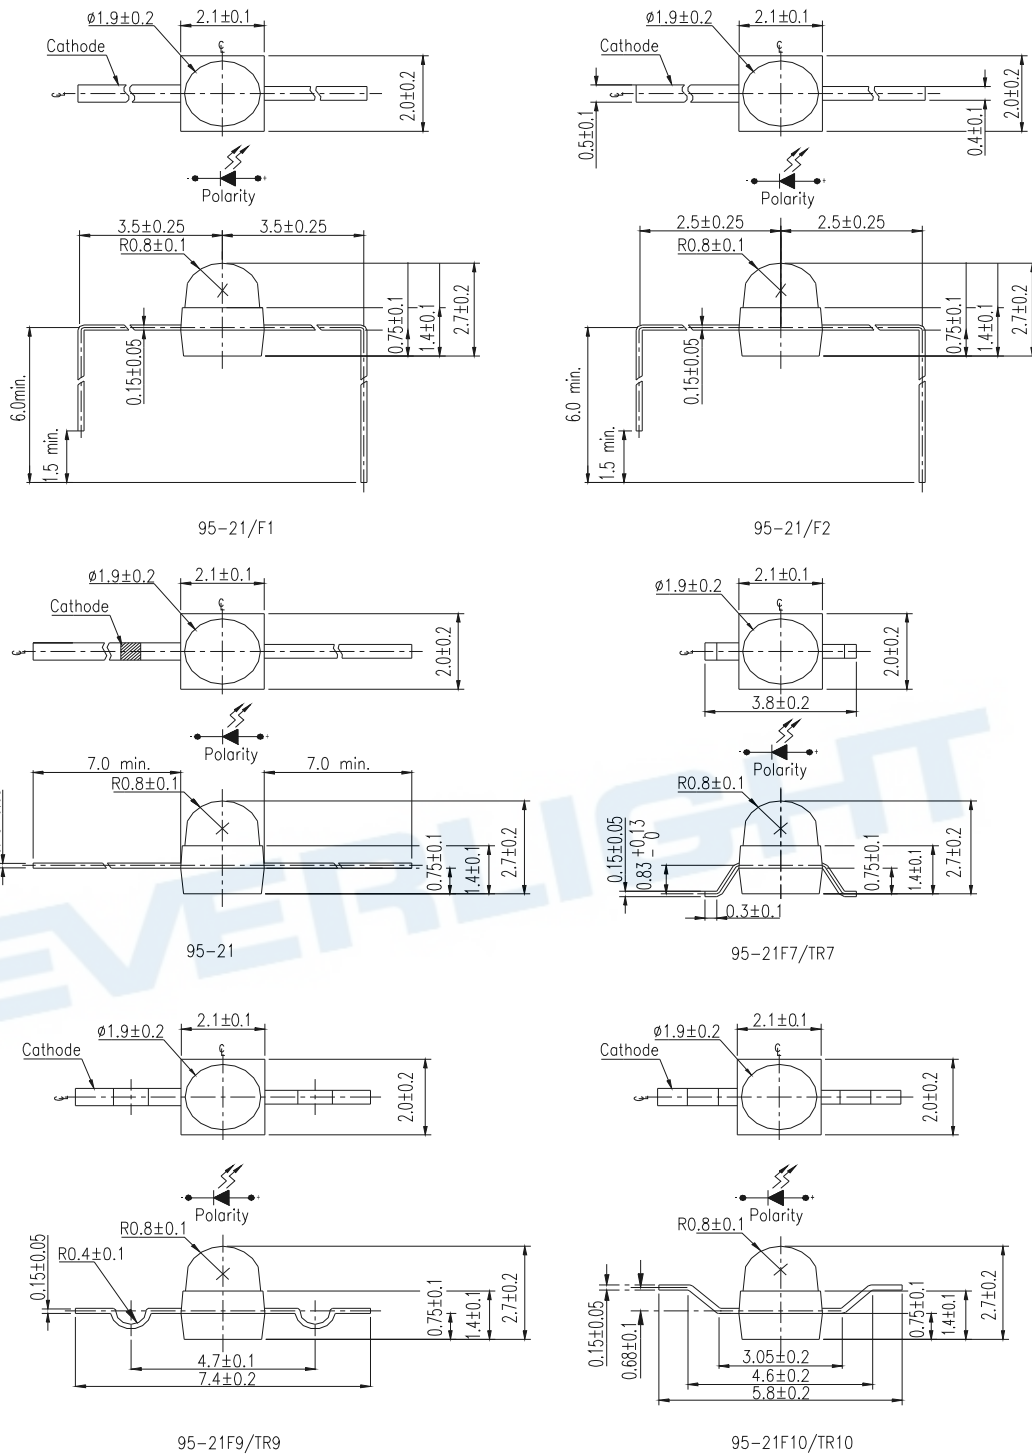 ø1.9±0.2
2.1±0.1
Cathode
2.0±0.2
Polarity
3.5±0.25
3.5±0.25
R0.8±0.1
0.15±0.05
0.75±0.1
1.4±0.1
2.7±0.2
6.0min.
1.5 min.
95-21/F1
ø1.9±0.2
2.1±0.1
Cathode
0.5±0.1
0.4±0.1
2.0±0.2
Polarity
2.5±0.25
2.5±0.25
R0.8±0.1
0.15±0.05
0.75±0.1
1.4±0.1
2.7±0.2
6.0 min.
1.5 min.
95-21/F2
ø1.9±0.2
2.1±0.1
Cathode
2.0±0.2
Polarity
7.0 min.
7.0 min.
R0.8±0.1
0.75±0.1
1.4±0.1
2.7±0.2
95-21
ø1.9±0.2
2.1±0.1
2.0±0.2
3.8±0.2
Polarity
R0.8±0.1
0.15±0.05
0.83 +0.13
- 0
0.75±0.1
1.4±0.1
2.7±0.2
0.3±0.1
95-21F7/TR7
EVERLIGHT
ø1.9±0.2
2.1±0.1
Cathode
2.0±0.2
Polarity
R0.8±0.1
R0.4±0.1
0.15±0.05
0.75±0.1
1.4±0.1
2.7±0.2
4.7±0.1
7.4±0.2
95-21F9/TR9
ø1.9±0.2
2.1±0.1
Cathode
2.0±0.2
Polarity
R0.8±0.1
0.15±0.05
0.68±0.1
0.75±0.1
1.4±0.1
2.7±0.2
3.05±0.2
4.6±0.2
5.8±0.2
95-21F10/TR10